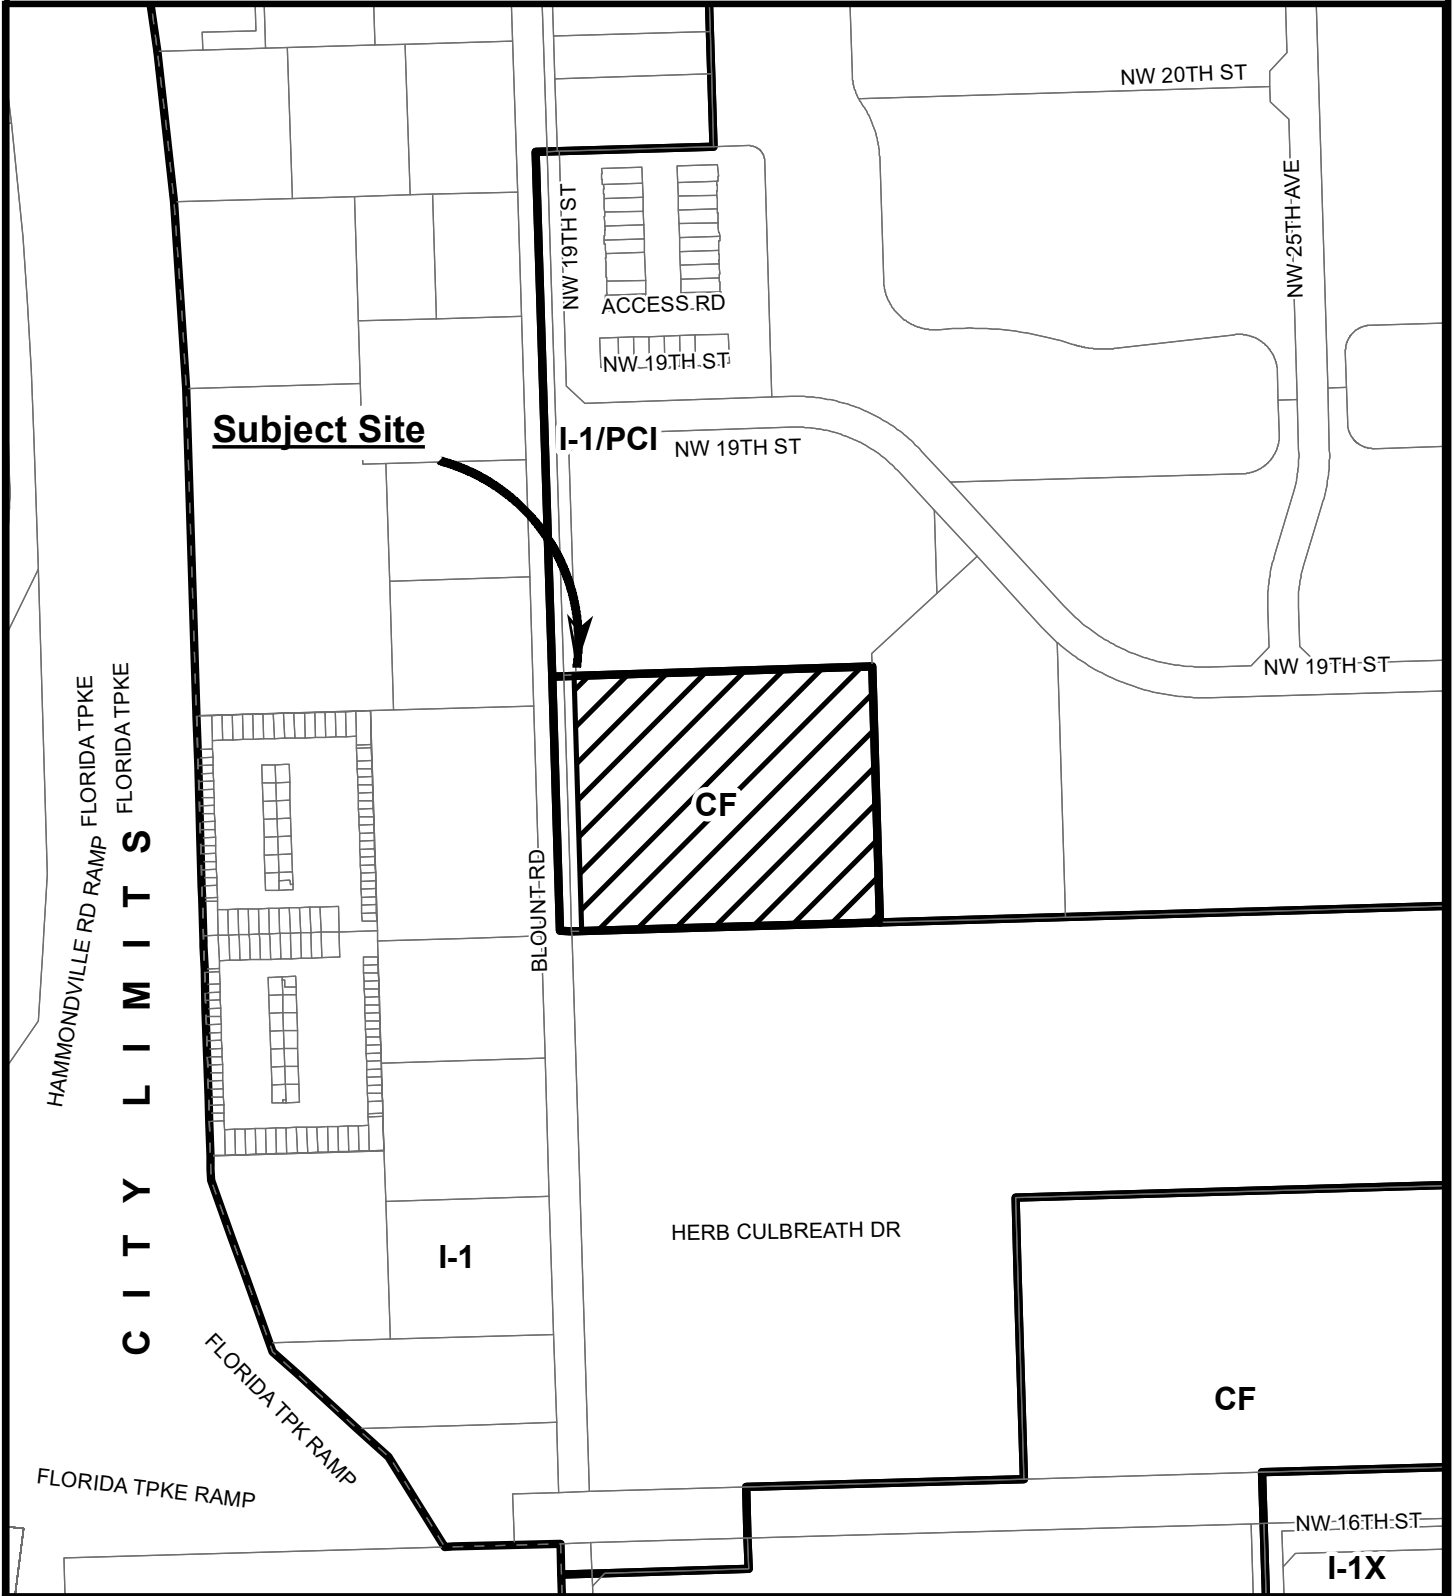 NW 20TH ST
NW 25TH AVE
NW 19TH ST
ACCESS RD
NW 19TH ST
Subject Site
I-1/PCI
NW 19TH ST
NW 19TH ST
FLORIDA TPKE
FLORIDA TPKE
CF
HAMMONDVILLE RD RAMP
CITY LIMITS
BLOUNT RD
HERB CULBREATH DR
I-1
FLORIDA TPK RAMP
CF
FLORIDA TPKE RAMP
NW 16TH ST
I-1X